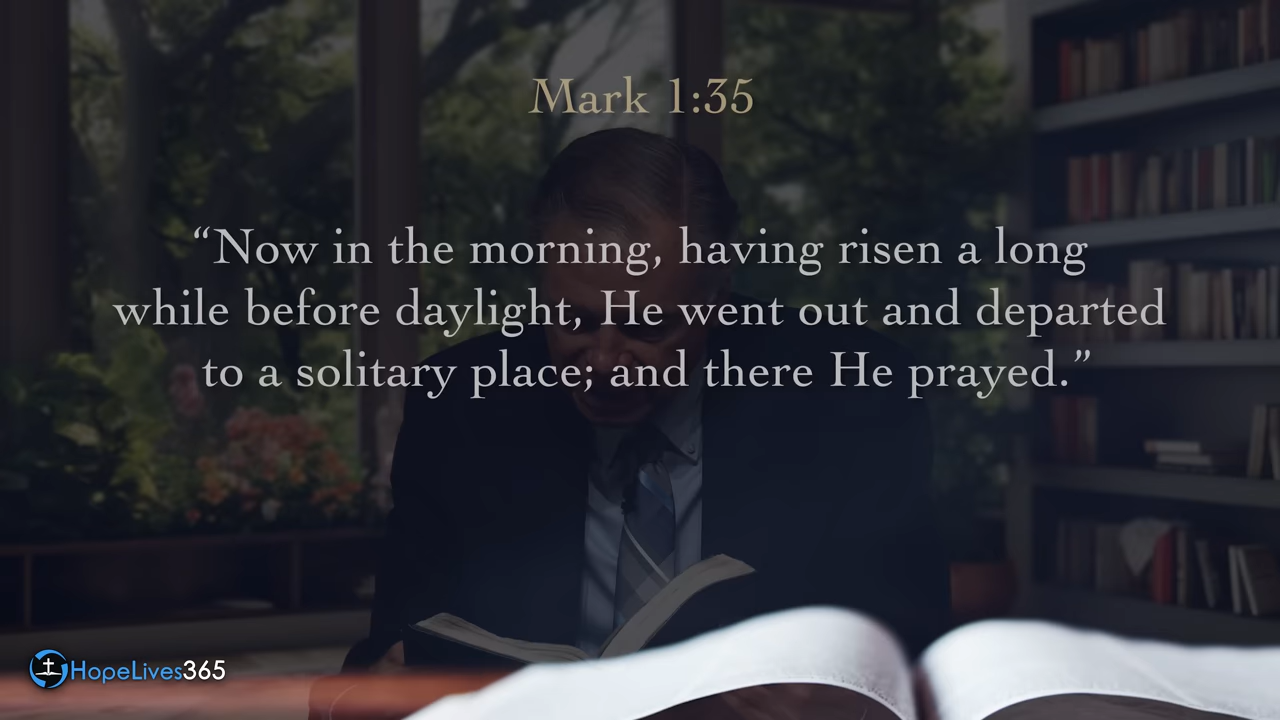 Mark 1:35
“Now in the morning, having risen a long
while before daylight, He went out and departed
to a solitary place; and there He prayed.”
HopeLives365